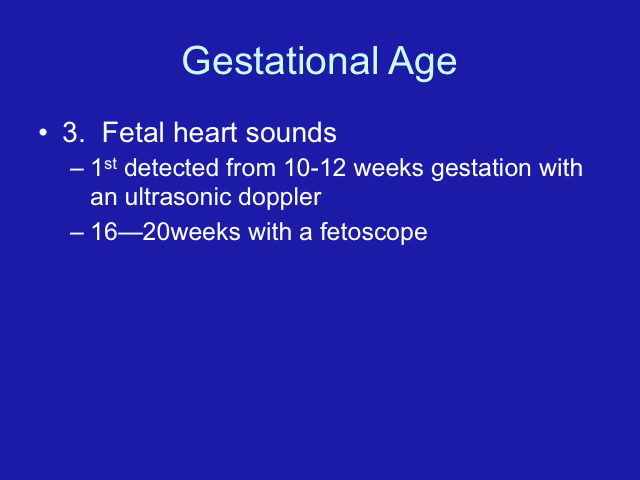 Gestational Age
• 3.  Fetal heart sounds
– 1st detected from 10-12 weeks gestation with
an ultrasonic doppler
– 16—20weeks with a fetoscope